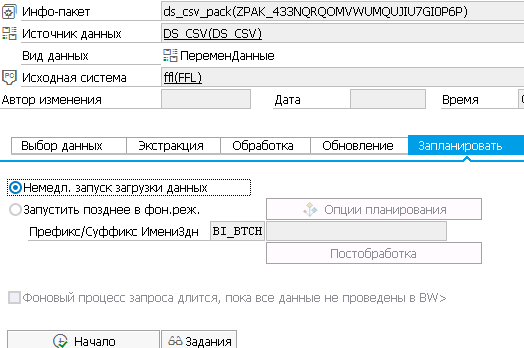 Инфо-пакет ds_csv_pack(ZPAK_433NQRQOMVWUMQUJIU7GI0P6P)
Источник данных DS_CSV(DS_CSV)
Вид данных ПеременДаные
Исходная система ffl(FFL)
Автор изменения Дата Время
Выбор данных Экстракция Обработка Обновление Запланировать
Немедл. запуск загрузки данных
Запустить позднее в фон.реж. Опции планирования
Префикс/Суффикс ИмениЗдн BI_BTCH
Постобработка
Фоновый процесс запроса длится, пока все данные не проведены в BW>
Начало Задания